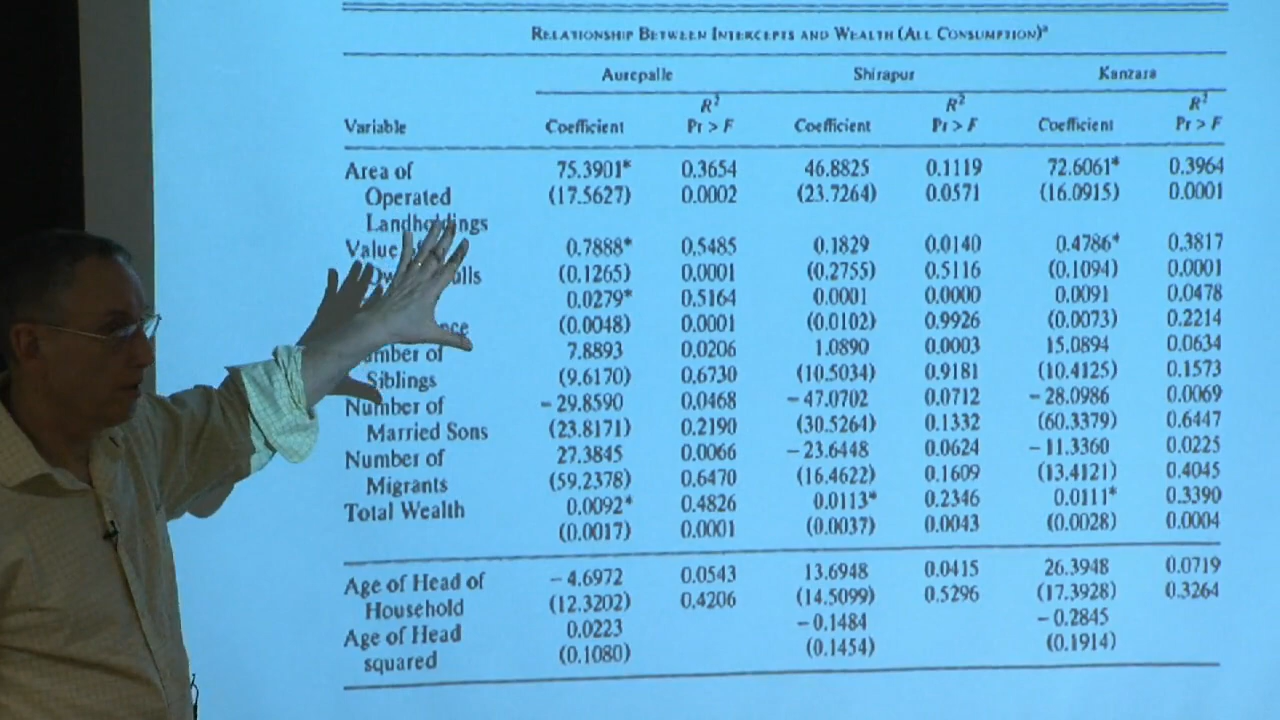 RELATIONSHIP BETWEEN INTERCEPTS AND WEALTH (ALL CONSUMPTION)ᵃ
Aurepalle Shirapur Kanzara
R² R² R²
Variable Coefficient Pr > F Coefficient Pr > F Coefficient Pr > F
Area of 75.3901* 0.3654 46.8825 0.1119 72.6061* 0.3964
Operated (17.5627) 0.0002 (23.7264) 0.0571 (16.0915) 0.0001
Landholdings
Value 0.7888* 0.5485 0.1829 0.0140 0.4786* 0.3817
(0.1265) 0.0001 (0.2755) 0.5116 (0.1094) 0.0001
0.0279* 0.5164 0.0001 0.0000 0.0091 0.0478
(0.0048) 0.0001 (0.0102) 0.9926 (0.0073) 0.2214
Number of 7.8893 0.0206 1.0890 0.0003 15.0894 0.0634
Siblings (9.6170) 0.6730 (10.5034) 0.9181 (10.4125) 0.1573
Number of −29.8590 0.0468 −47.0702 0.0712 −28.0986 0.0069
Married Sons (23.8171) 0.2190 (30.5264) 0.1332 (60.3379) 0.6447
Number of 27.3845 0.0066 −23.6448 0.0624 −11.3360 0.0225
Migrants (59.2378) 0.6470 (16.4622) 0.1609 (13.4121) 0.4045
Total Wealth 0.0092* 0.4826 0.0113* 0.2346 0.0111* 0.3390
(0.0017) 0.0001 (0.0037) 0.0043 (0.0028) 0.0004
Age of Head of −4.6972 0.0543 13.6948 0.0415 26.3948 0.0719
Household (12.3202) 0.4206 (14.5099) 0.5296 (17.3928) 0.3264
Age of Head 0.0223 −0.1484 −0.2845
squared (0.1080) (0.1454) (0.1914)